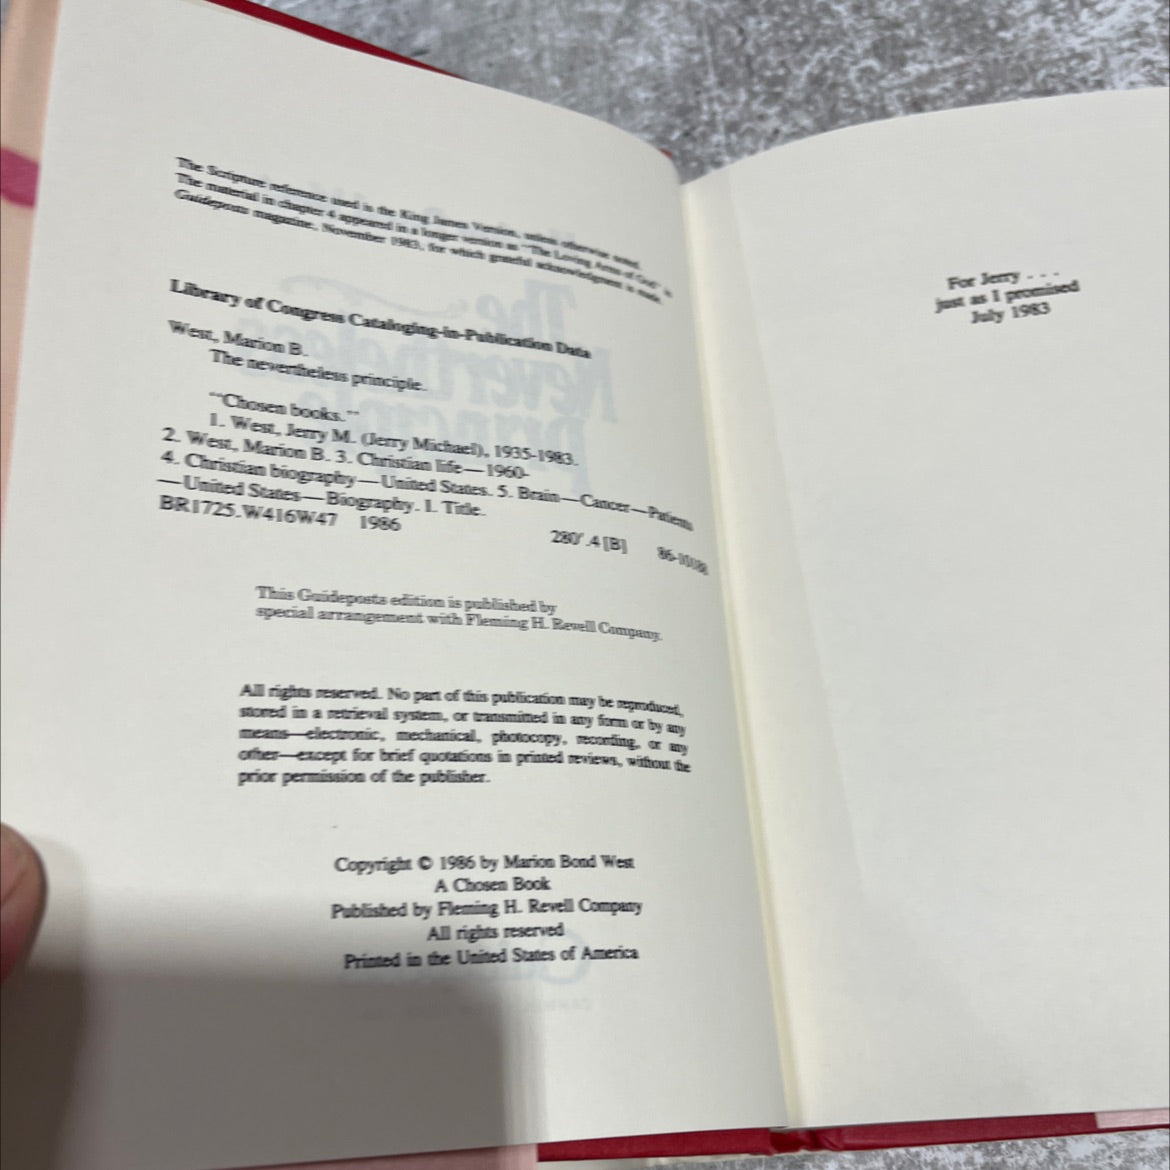 The Scripture reference used is the King James Version, unless otherwise noted.
The material in chapter 4 appeared in a longer version as "The Loving Arms of God" in
Guideposts magazine, November 1983, for which grateful acknowledgment is made.
Library of Congress Cataloging-in-Publication Data
West, Marion B.
The nevertheless principle.
"“Chosen books.”"
1. West, Jerry M. (Jerry Michael), 1935-1983.
2. West, Marion B. 3. Christian life—1960-
4. Christian biography—United States. 5. Brain—Cancer—Patients
—United States—Biography. I. Title.
BR1725.W416W47 1986 280'.4 [B]
This Guideposts edition is published by
special arrangement with Fleming H. Revell Company.
All rights reserved. No part of this publication may be reproduced,
stored in a retrieval system, or transmitted in any form or by any
means—electronic, mechanical, photocopy, recording, or any
other—except for brief quotations in printed reviews, without the
prior permission of the publisher.
Copyright © 1986 by Marion Bond West
A Chosen Book
Published by Fleming H. Revell Company
All rights reserved
Printed in the United States of America
For Jerry . . .
just as I promised
July 1983